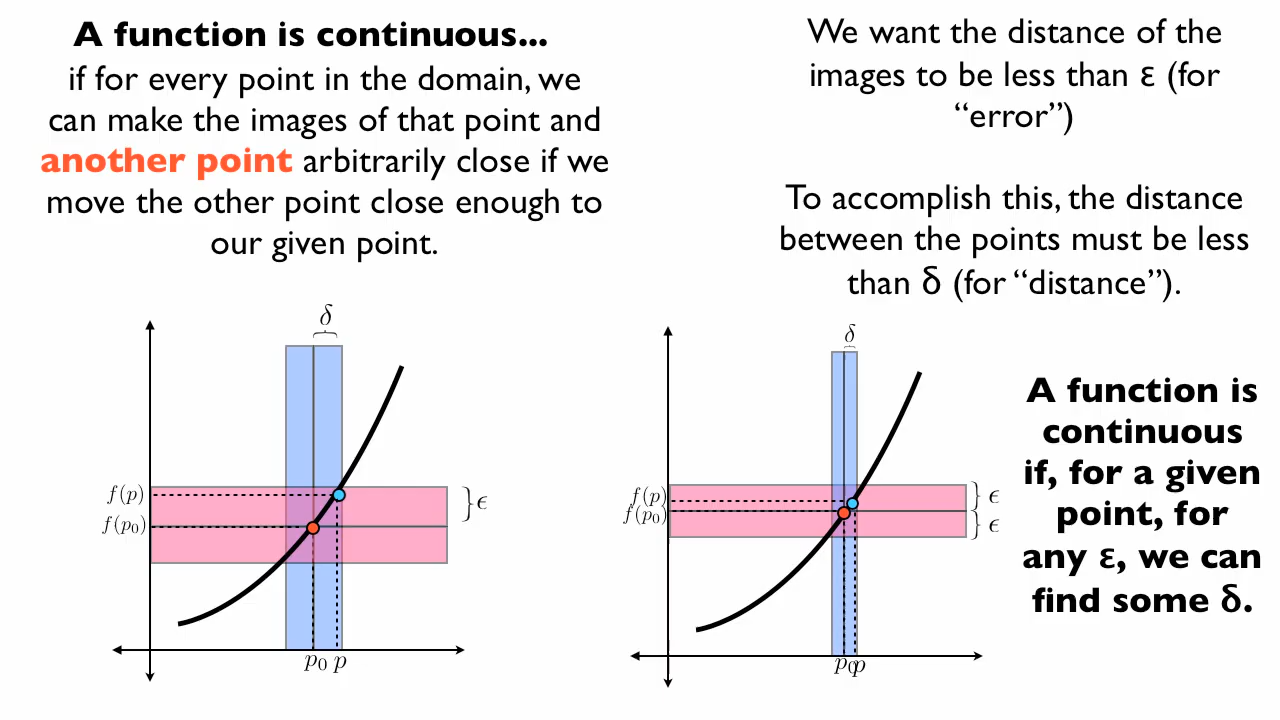 A function is continuous...
if for every point in the domain, we
can make the images of that point and
another point arbitrarily close if we
move the other point close enough to
our given point.
We want the distance of the
images to be less than ε (for
“error”)
To accomplish this, the distance
between the points must be less
than δ (for “distance”).
δ
f(p)
f(p₀)
ϵ
p₀ p
δ
f(p)
f(p₀)
ϵ
ϵ
p₀ p
A function is
continuous
if, for a given
point, for
any ε, we can
find some δ.